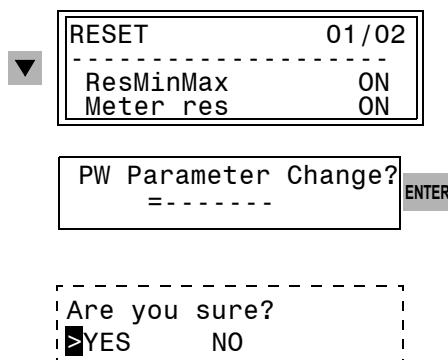 RESET 01/02
▼
--------------------
ResMinMax ON
Meter res ON
PW Parameter Change?
=-------
ENTER
Are you sure?
>YES NO